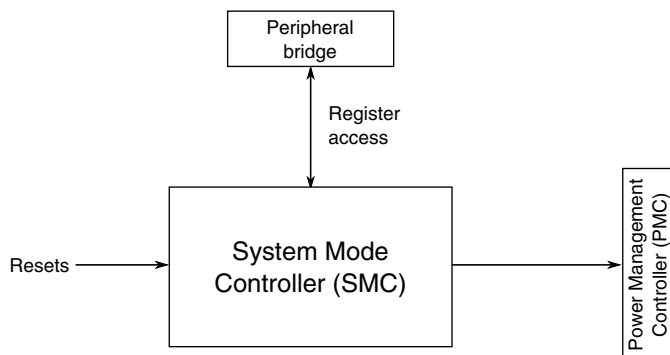 Peripheral
bridge
Register
access
Resets
System Mode
Controller (SMC)
Power Management
Controller (PMC)